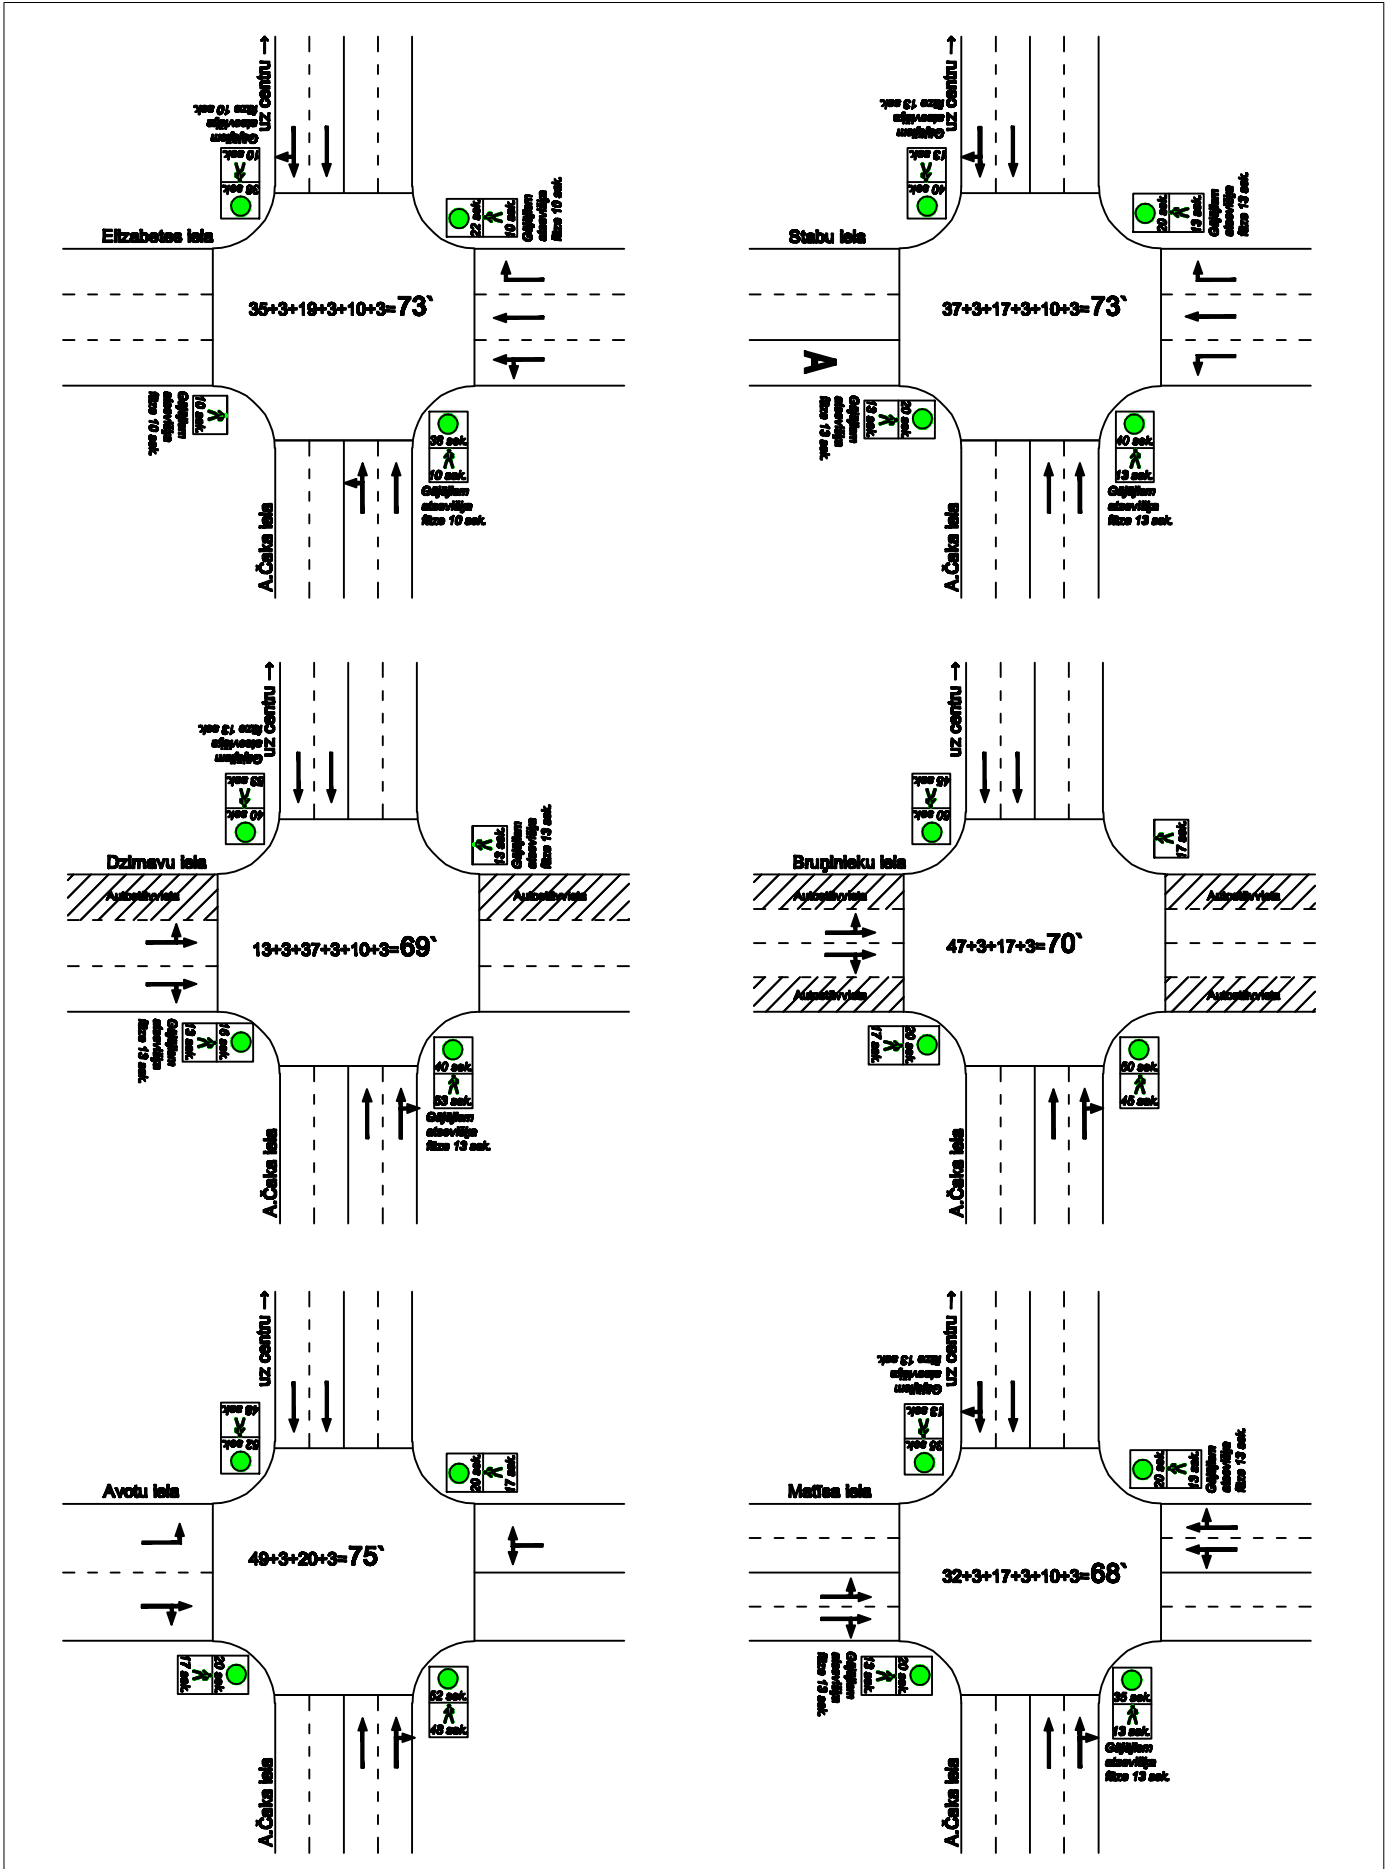 uz centru →
Gājējiem
atsevišķa
fāze 10 sek.
10 sek.
38 sek.
22 sek.
10 sek.
Gājējiem
atsevišķa
fāze 10 sek.
Elizabetes iela
35+3+19+3+10+3=73`
10 sek.
Gājējiem
atsevišķa
fāze 10 sek.
38 sek.
10 sek.
Gājējiem
atsevišķa
fāze 10 sek.
A.Čaka iela
uz centru →
Gājējiem
atsevišķa
fāze 13 sek.
13 sek.
40 sek.
20 sek.
13 sek.
Gājējiem
atsevišķa
fāze 13 sek.
Stabu iela
37+3+17+3+10+3=73`
A
20 sek.
13 sek.
Gājējiem
atsevišķa
fāze 13 sek.
40 sek.
13 sek.
Gājējiem
atsevišķa
fāze 13 sek.
A.Čaka iela
uz centru →
Gājējiem
atsevišķa
fāze 13 sek.
53 sek.
40 sek.
13 sek.
Gājējiem
atsevišķa
fāze 13 sek.
Dzirnavu iela
Autostāvvieta
Autostāvvieta
13+3+37+3+10+3=69`
16 sek.
13 sek.
Gājējiem
atsevišķa
fāze 13 sek.
40 sek.
53 sek.
Gājējiem
atsevišķa
fāze 13 sek.
A.Čaka iela
uz centru →
45 sek.
50 sek.
17 sek.
Bruņinieku iela
Autostāvvieta
Autostāvvieta
47+3+17+3=70`
Autostāvvieta
Autostāvvieta
20 sek.
17 sek.
50 sek.
45 sek.
A.Čaka iela
uz centru →
48 sek.
52 sek.
20 sek.
17 sek.
Avotu iela
49+3+20+3=75`
20 sek.
17 sek.
52 sek.
48 sek.
A.Čaka iela
uz centru →
Gājējiem
atsevišķa
fāze 13 sek.
13 sek.
35 sek.
20 sek.
13 sek.
Gājējiem
atsevišķa
fāze 13 sek.
Matīsa iela
32+3+17+3+10+3=68`
20 sek.
13 sek.
Gājējiem
atsevišķa
fāze 13 sek.
35 sek.
13 sek.
Gājējiem
atsevišķa
fāze 13 sek.
A.Čaka iela